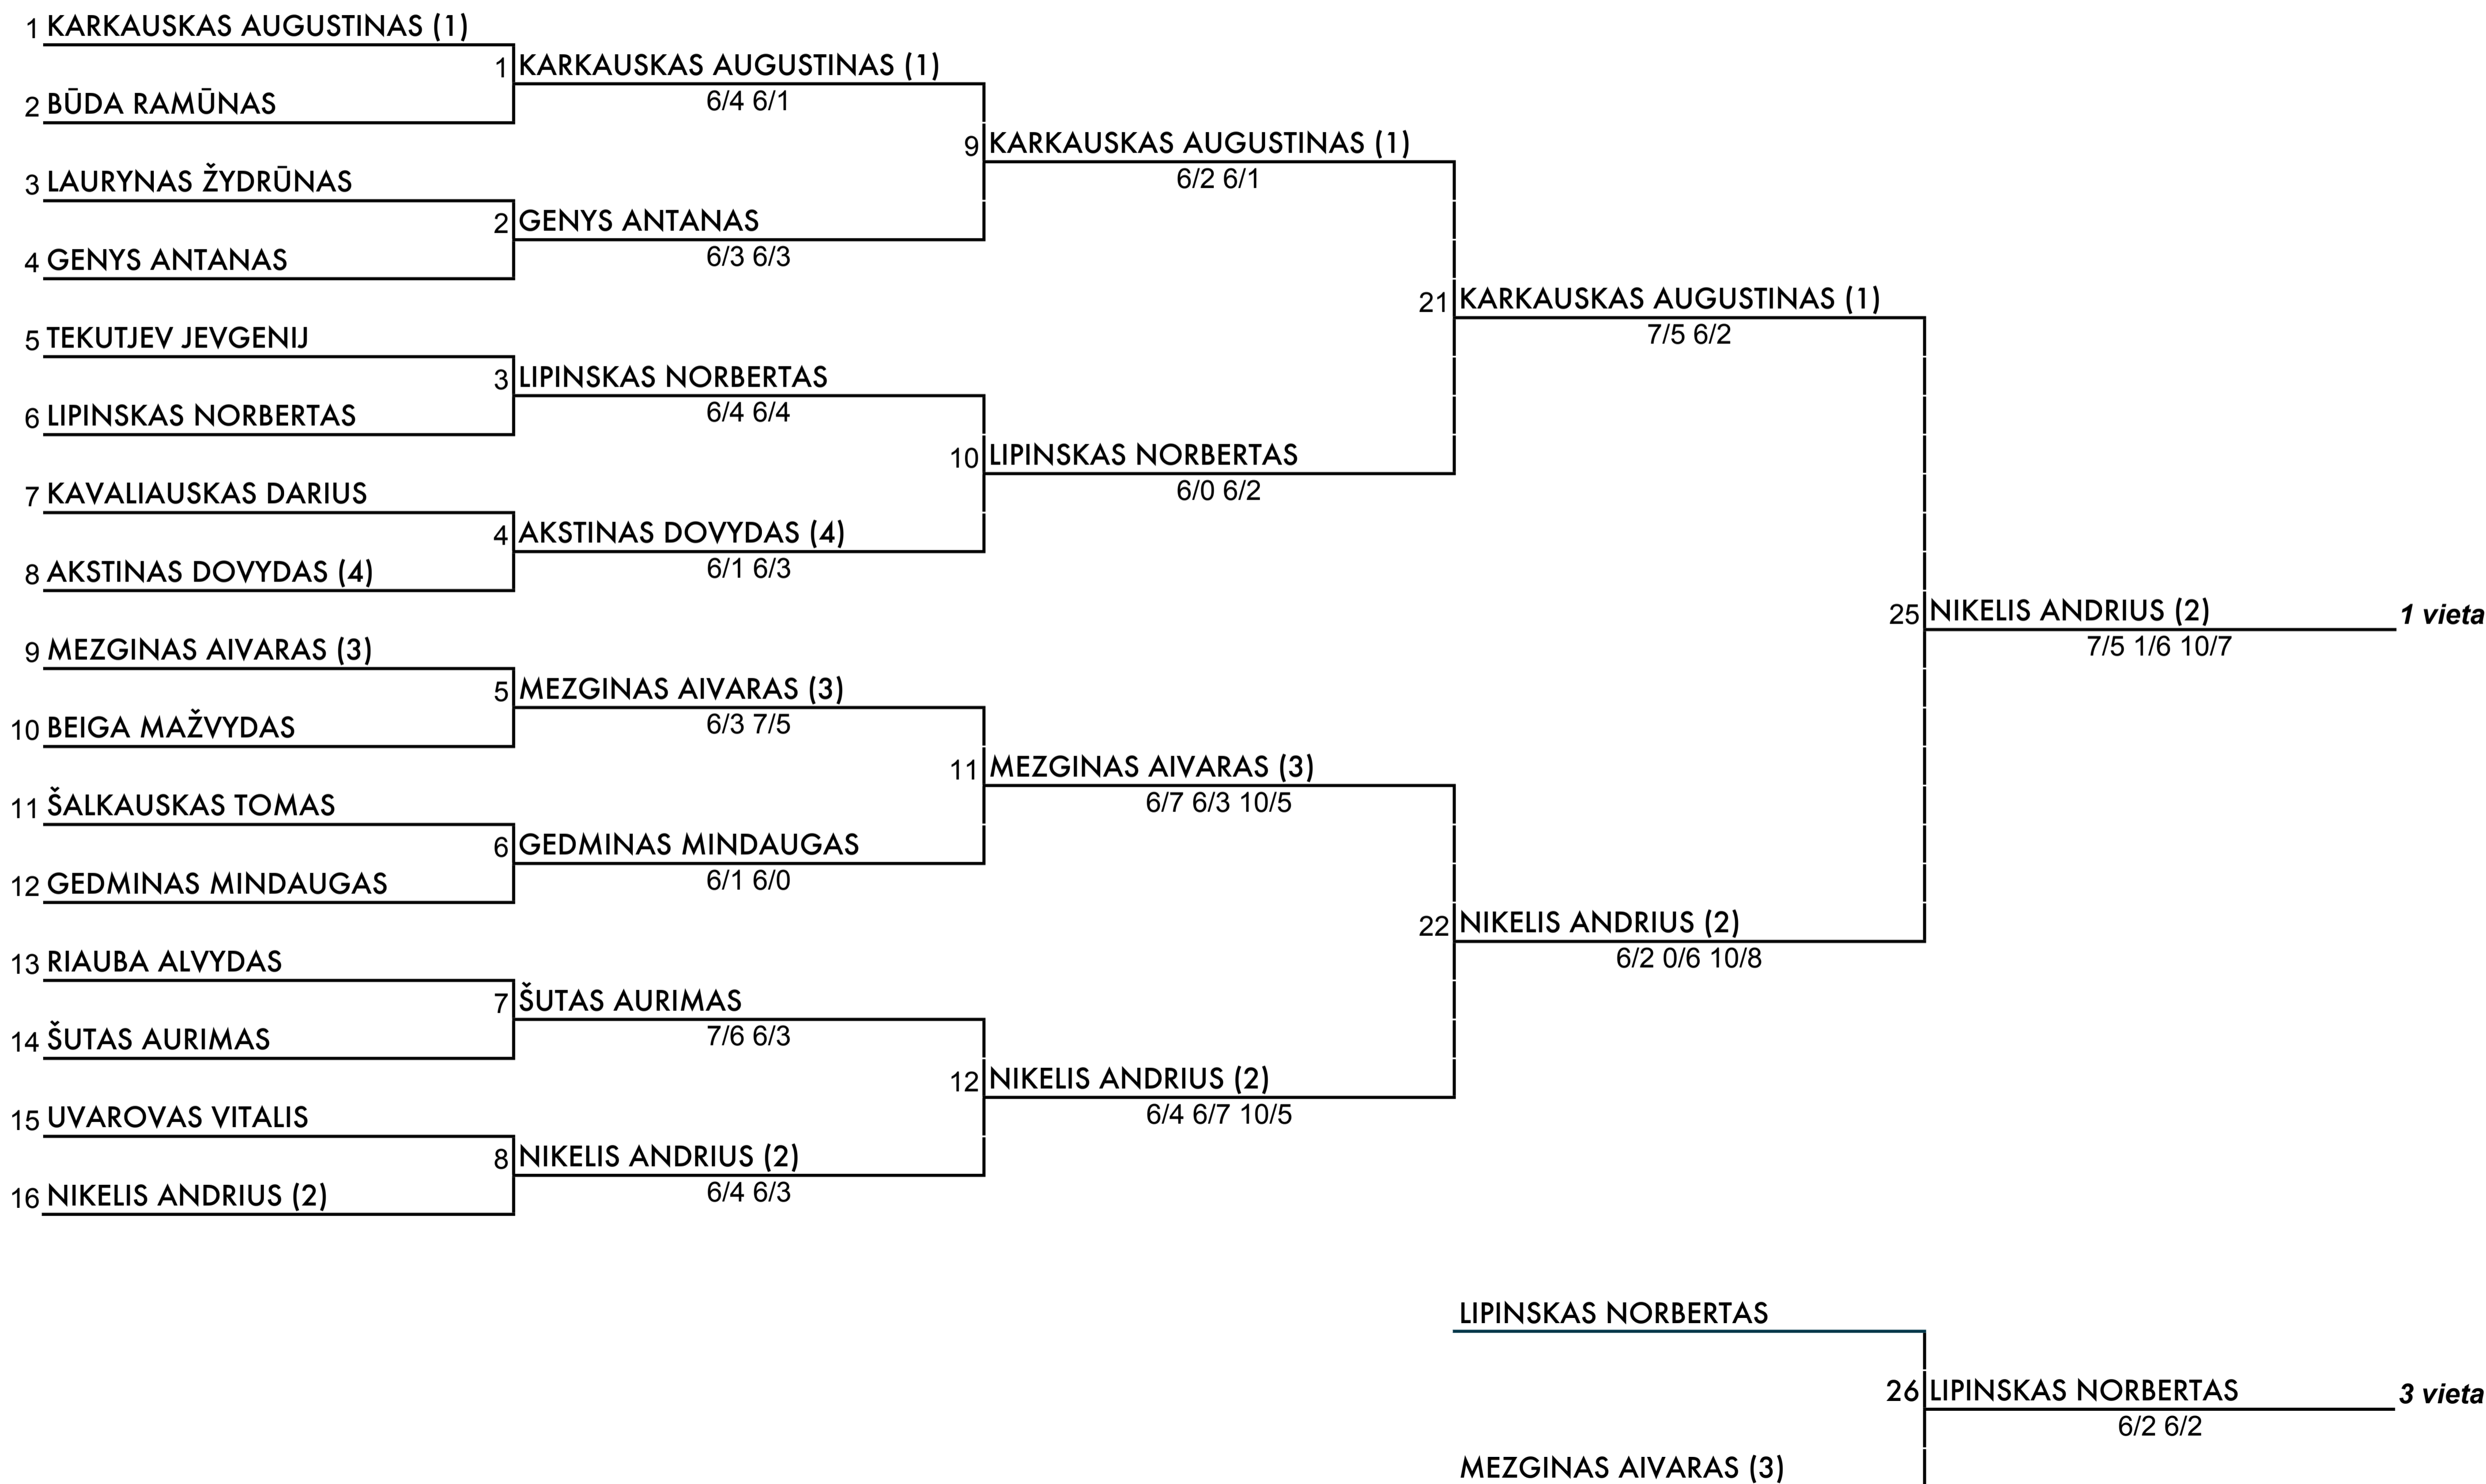 1 KARKAUSKAS AUGUSTINAS (1)
1 KARKAUSKAS AUGUSTINAS (1)
6/4 6/1
2 BŪDA RAMŪNAS
9 KARKAUSKAS AUGUSTINAS (1)
6/2 6/1
3 LAURYNAS ŽYDRŪNAS
2 GENYS ANTANAS
6/3 6/3
4 GENYS ANTANAS
21 KARKAUSKAS AUGUSTINAS (1)
7/5 6/2
5 TEKUTJEV JEVGENIJ
3 LIPINSKAS NORBERTAS
6/4 6/4
6 LIPINSKAS NORBERTAS
10 LIPINSKAS NORBERTAS
6/0 6/2
7 KAVALIAUSKAS DARIUS
4 AKSTINAS DOVYDAS (4)
6/1 6/3
8 AKSTINAS DOVYDAS (4)
25 NIKELIS ANDRIUS (2) 1 vieta
7/5 1/6 10/7
9 MEZGINAS AIVARAS (3)
5 MEZGINAS AIVARAS (3)
6/3 7/5
10 BEIGA MAŽVYDAS
11 MEZGINAS AIVARAS (3)
6/7 6/3 10/5
11 ŠALKAUSKAS TOMAS
6 GEDMINAS MINDAUGAS
6/1 6/0
12 GEDMINAS MINDAUGAS
22 NIKELIS ANDRIUS (2)
6/2 0/6 10/8
13 RIAUBA ALVYDAS
7 ŠUTAS AURIMAS
7/6 6/3
14 ŠUTAS AURIMAS
12 NIKELIS ANDRIUS (2)
6/4 6/7 10/5
15 UVAROVAS VITALIS
8 NIKELIS ANDRIUS (2)
6/4 6/3
16 NIKELIS ANDRIUS (2)
LIPINSKAS NORBERTAS
26 LIPINSKAS NORBERTAS 3 vieta
6/2 6/2
MEZGINAS AIVARAS (3)